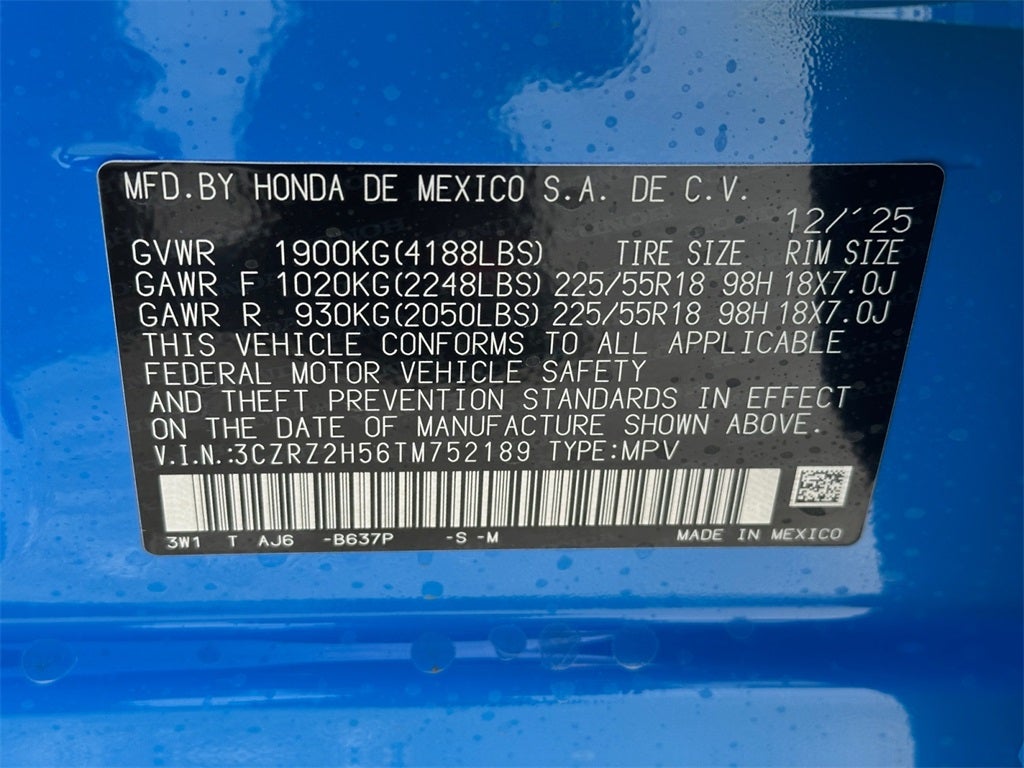 MFD.BY HONDA DE MEXICO S.A. DE C.V.
12/'25
GVWR 1900KG(4188LBS) TIRE SIZE RIM SIZE
GAWR F 1020KG(2248LBS) 225/55R18 98H 18X7.0J
GAWR R 930KG(2050LBS) 225/55R18 98H 18X7.0J
THIS VEHICLE CONFORMS TO ALL APPLICABLE
FEDERAL MOTOR VEHICLE SAFETY
AND THEFT PREVENTION STANDARDS IN EFFECT
ON THE DATE OF MANUFACTURE SHOWN ABOVE.
V.I.N.:3CZRZ2H56TM752189 TYPE:MPV
3W1 T AJ6 -B637P -S -M MADE IN MEXICO